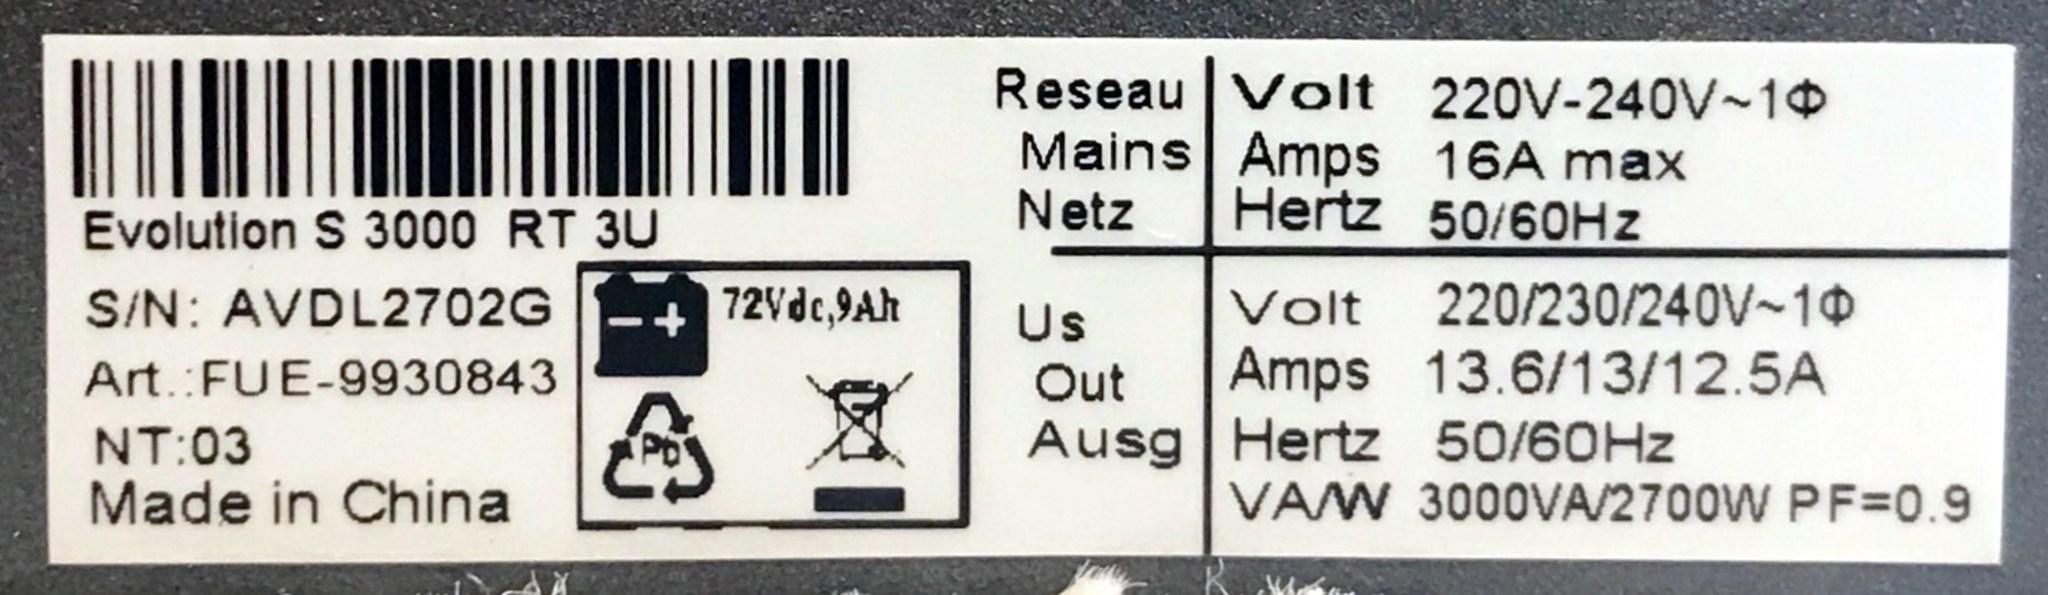 Evolution S 3000 RT 3U
S/N: AVDL2702G
Art.:FUE-9930843
NT:03
Made in China
72Vdc,9Ah
Pb
Reseau
Mains
Netz
Volt 220V-240V~1Φ
Amps 16A max
Hertz 50/60Hz
Us
Out
Ausg
Volt 220/230/240V~1Φ
Amps 13.6/13/12.5A
Hertz 50/60Hz
VA/W 3000VA/2700W PF=0.9